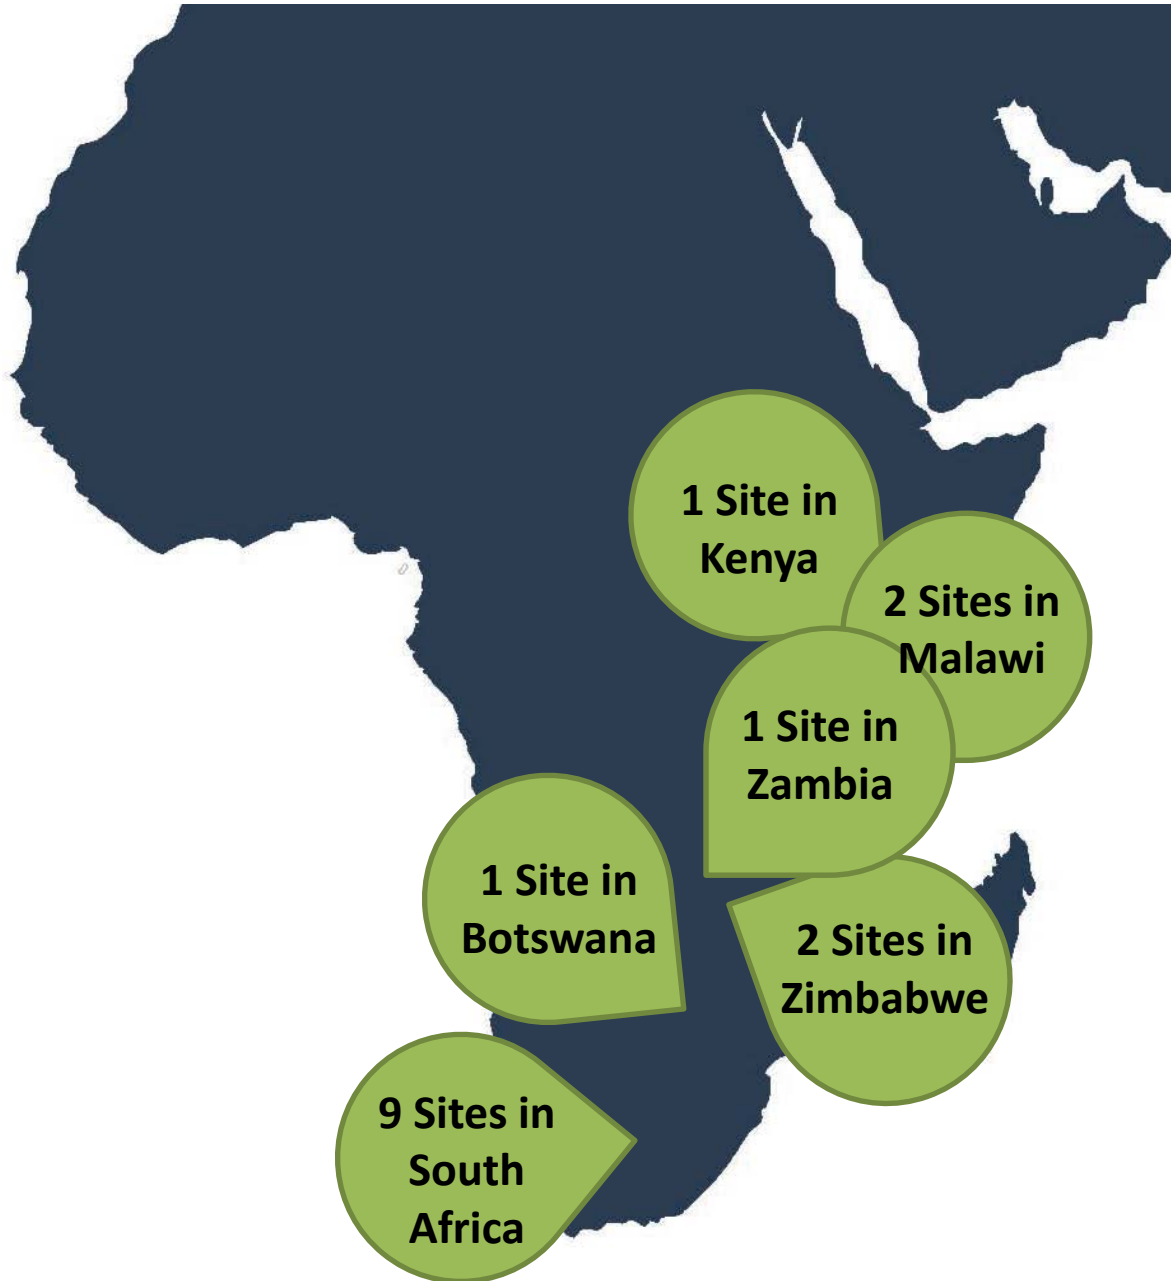 1 Site in
Kenya
2 Sites in
Malawi
1 Site in
Zambia
1 Site in
Botswana
2 Sites in
Zimbabwe
9 Sites in
South
Africa